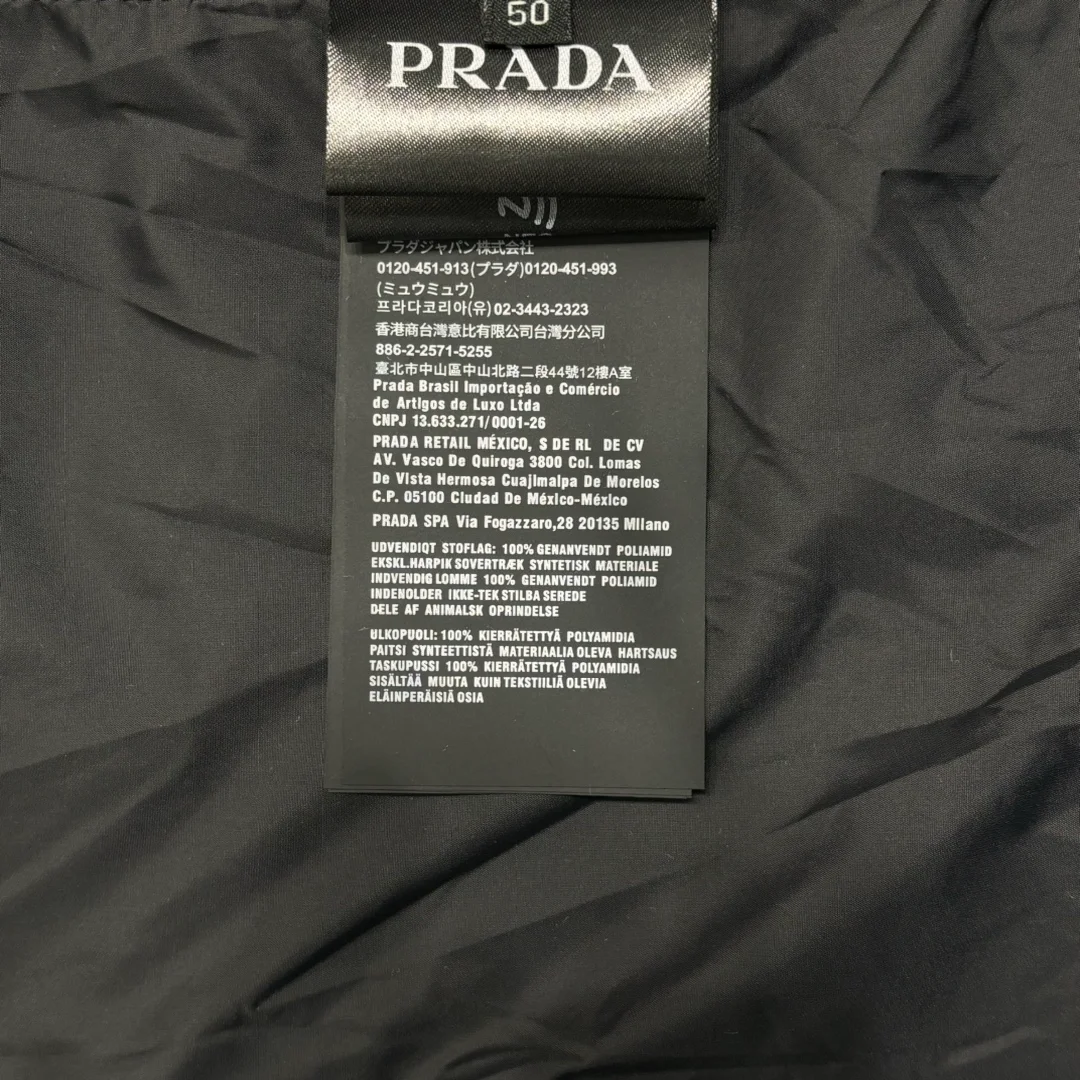 50
PRADA
プラダジャパン株式会社
0120-451-913(プラダ)0120-451-993
(ミュウミュウ)
프라다코리아(유)02-3443-2323
香港商台灣意比有限公司台灣分公司
886-2-2571-5255
臺北市中山區中山北路二段44號12樓A室
Prada Brasil Importação e Comércio
de Artigos de Luxo Ltda
CNPJ 13.633.271/0001-26
PRADA RETAIL MÉXICO, S DE RL DE CV
AV. Vasco De Quiroga 3800 Col. Lomas
De Vista Hermosa Cuajimalpa De Morelos
C.P. 05100 Ciudad De México-México
PRADA SPA Via Fogazzaro,28 20135 Milano
UDVENDIQT STOFLAG: 100% GENANVENDT POLIAMID
EKSKL.HARPIKSOVERTRÆK SYNTETISK MATERIALE
INDVENDIG LOMME 100% GENANVENDT POLIAMID
INDENOLDER IKKE-TEKSTILBA SEREDE
DELE AF ANIMALSK OPRINDELSE
ULKOPUOLI: 100% KIERRÄTETTYÄ POLYAMIDIA
PAITSI SYNTEETTISTÄ MATERIAALIA OLEVA HARTSAUS
TASKUPUSSI 100% KIERRÄTETTYÄ POLYAMIDIA
SISÄLTÄÄ MUUTA KUIN TEKSTIILIÄ OLEVIA
ELÄINPERÄISIÄ OSIA